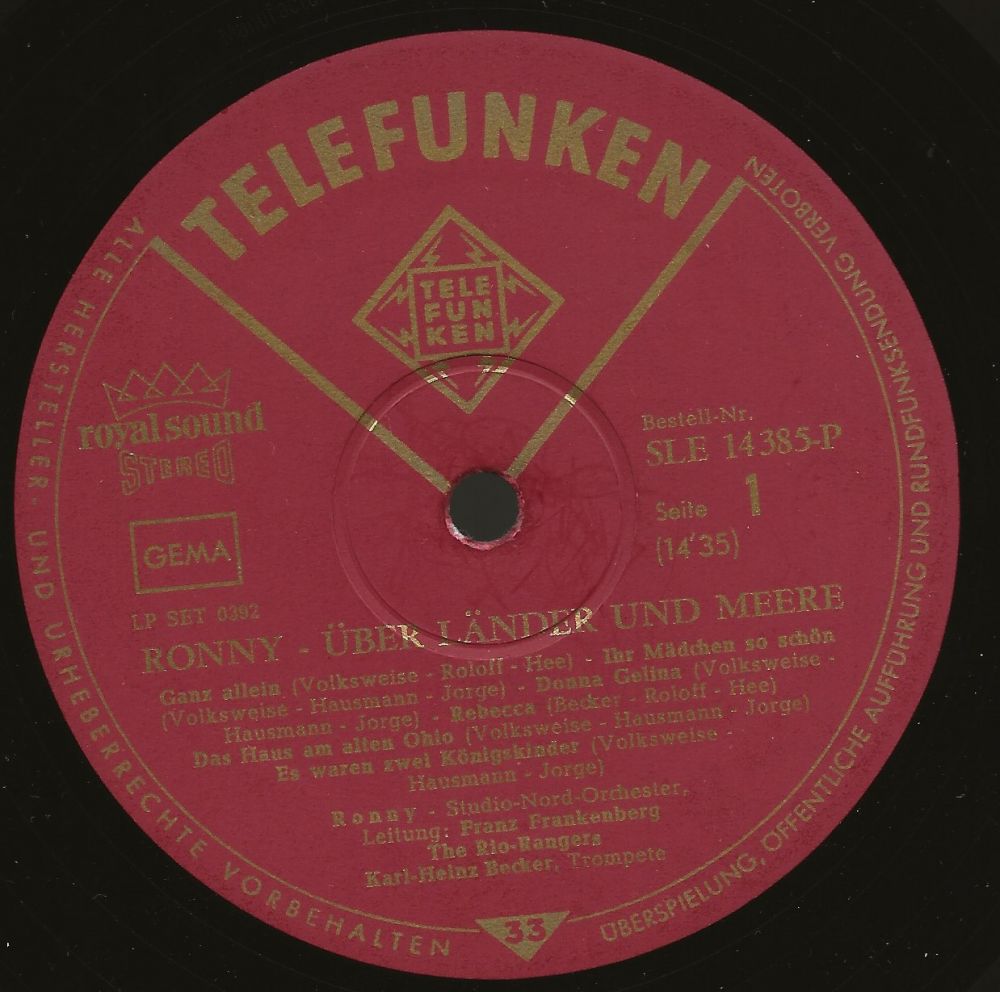 TELEFUNKEN
TELE
FUN
KEN
royal sound
STEREO
GEMA
LP SET 0392
Bestell-Nr.
SLE 14385-P
Seite 1
(14'35)
RONNY - ÜBER LÄNDER UND MEERE
Ganz allein (Volksweise - Roloff - Hee) - Ihr Mädchen so schön
(Volksweise - Hausmann - Jorge) - Donna Gelina (Volksweise -
Hausmann - Jorge) - Rebecca (Becker - Roloff - Hee)
Das Haus am alten Ohio (Volksweise - Hausmann - Jorge)
Es waren zwei Königskinder (Volksweise -
Hausmann - Jorge)
Ronny - Studio-Nord-Orchester,
Leitung: Franz Frankenberg
The Rio-Rangers
Karl-Heinz Becker, Trompete
ALLE HERSTELLER- UND URHEBERRECHTE VORBEHALTEN
33
ÜBERSPIELUNG, ÖFFENTLICHE AUFFÜHRUNG UND RUNDFUNKSENDUNG VERBOTEN